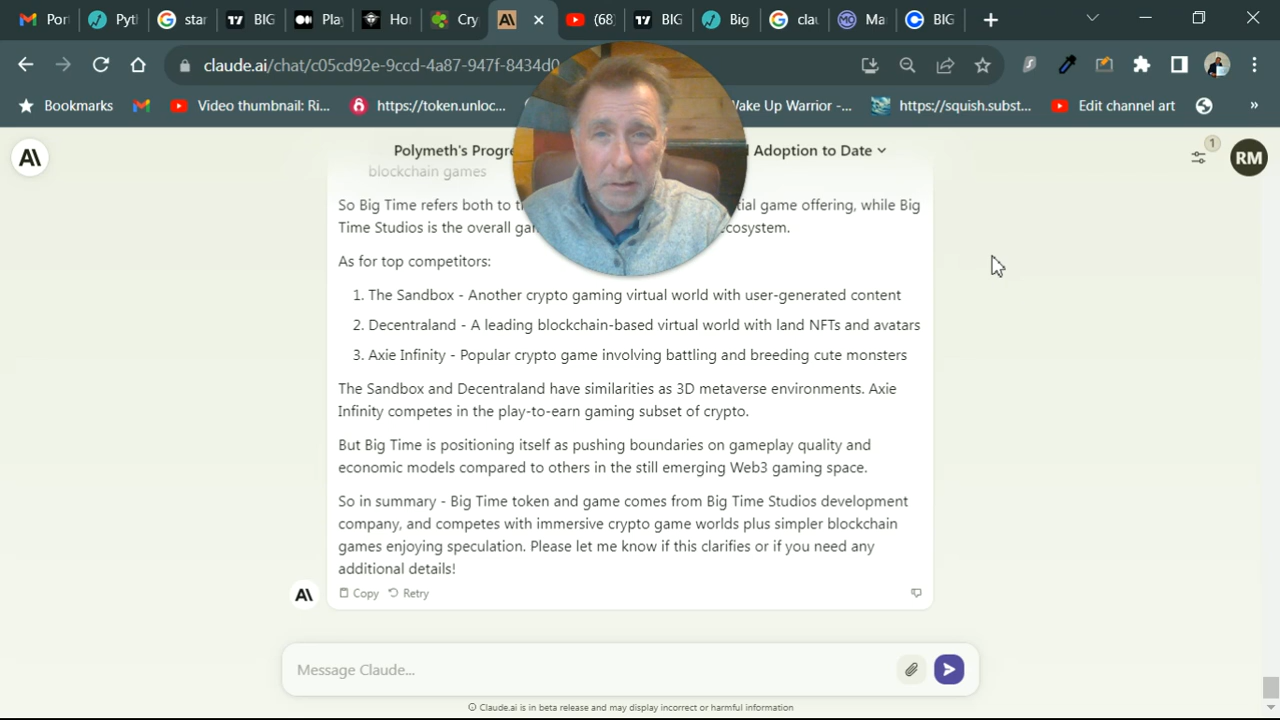 Por
Pyt
star
BIG
Play
Ho
Cry
(68
BIG
Big
clau
Ma
BIG
claude.ai/chat/c05cd92e-9ccd-4a87-947f-8434d0
Bookmarks
Video thumbnail: Ri...
https://token.unloc...
Wake Up Warrior -...
https://squish.subst...
Edit channel art
»
Polymeth's Progre
Adoption to Date
1
RM
blockchain games
So Big Time refers both to t
tial game offering, while Big
Time Studios is the overall ga
cosystem.
As for top competitors:
1. The Sandbox - Another crypto gaming virtual world with user-generated content
2. Decentraland - A leading blockchain-based virtual world with land NFTs and avatars
3. Axie Infinity - Popular crypto game involving battling and breeding cute monsters
The Sandbox and Decentraland have similarities as 3D metaverse environments. Axie
Infinity competes in the play-to-earn gaming subset of crypto.
But Big Time is positioning itself as pushing boundaries on gameplay quality and
economic models compared to others in the still emerging Web3 gaming space.
So in summary - Big Time token and game comes from Big Time Studios development
company, and competes with immersive crypto game worlds plus simpler blockchain
games enjoying speculation. Please let me know if this clarifies or if you need any
additional details!
Copy Retry
Message Claude...
Claude.ai is in beta release and may display incorrect or harmful information